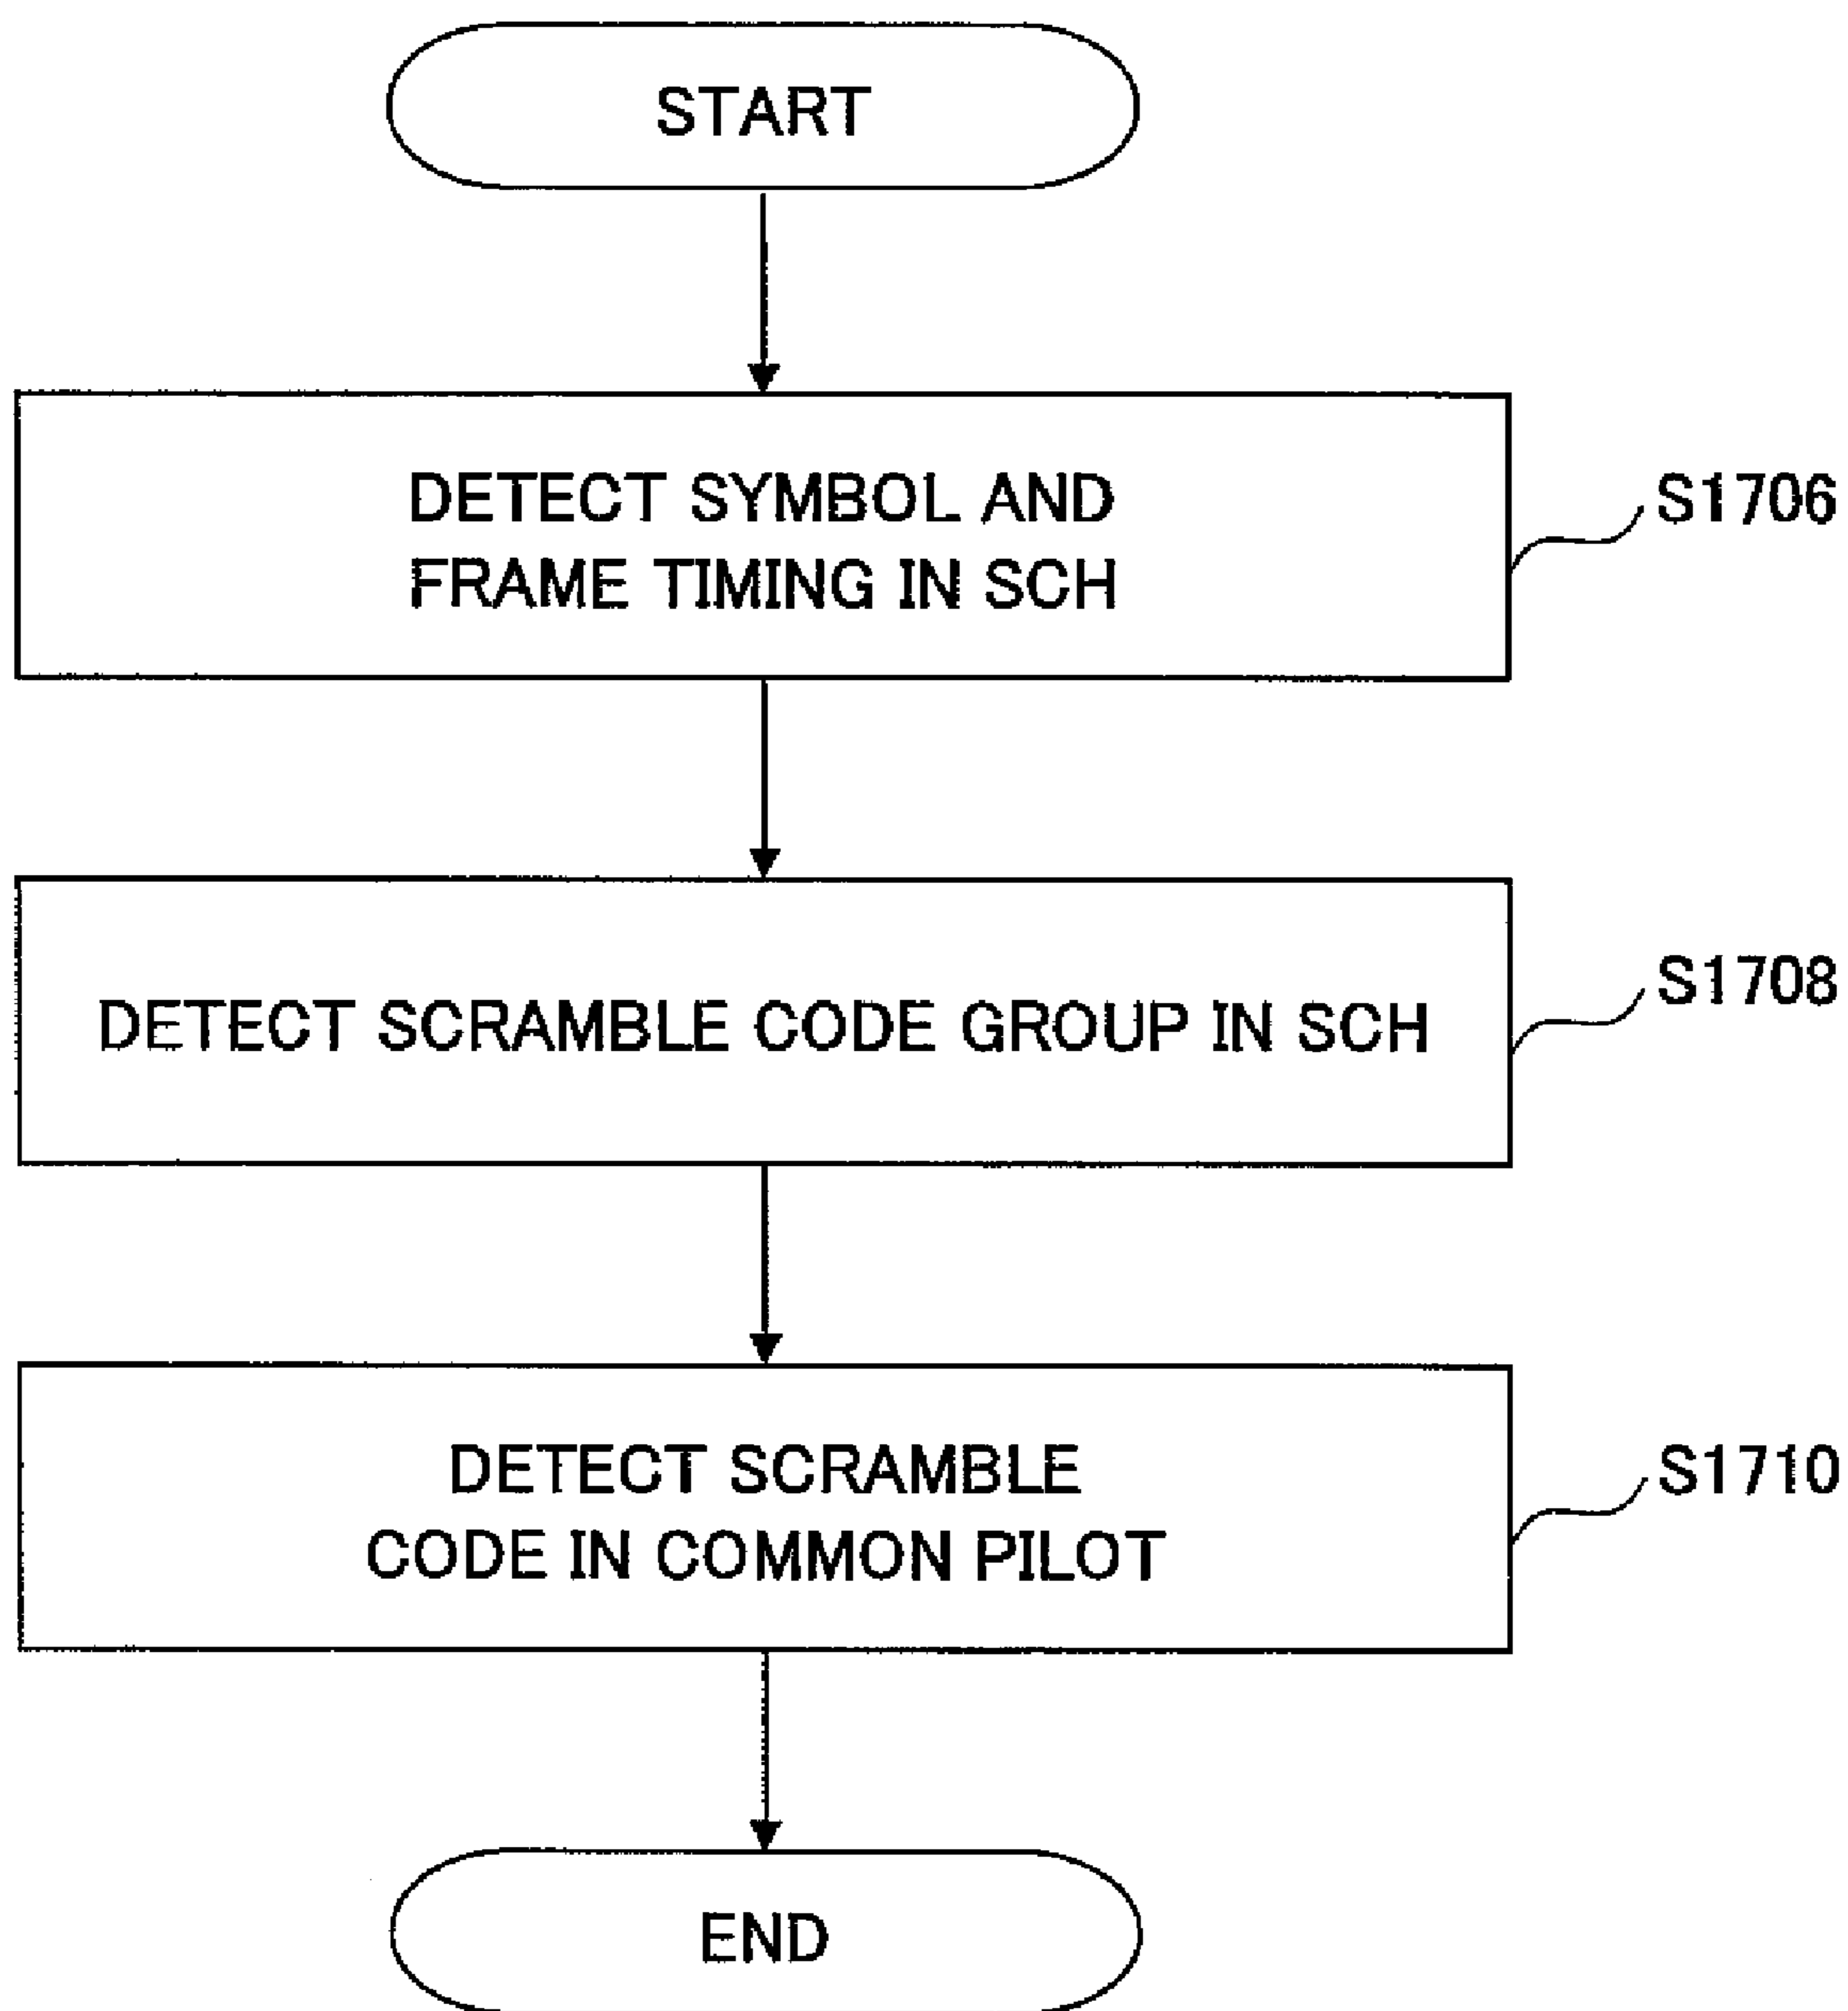 START
DETECT SYMBOL AND
FRAME TIMING IN SCH
S1706
DETECT SCRAMBLE CODE GROUP IN SCH
S1708
DETECT SCRAMBLE
CODE IN COMMON PILOT
S1710
END